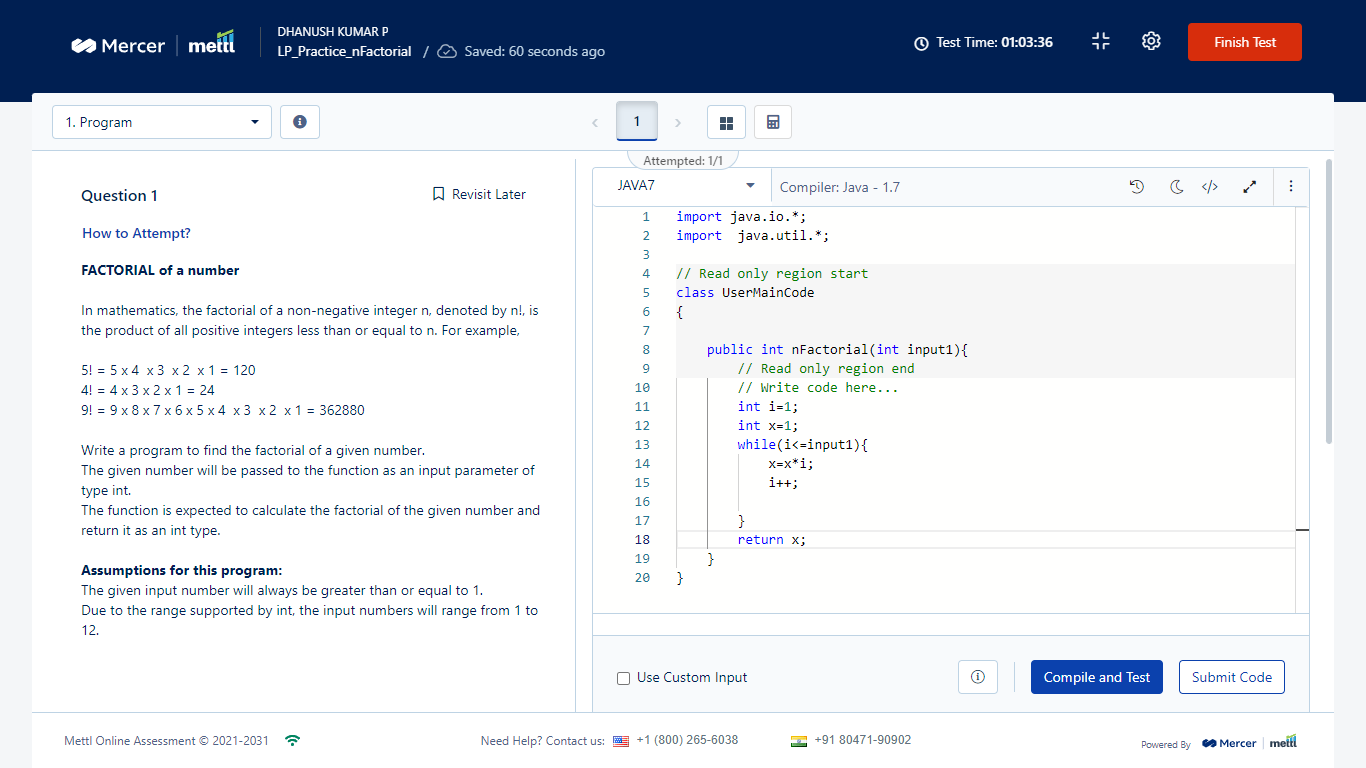 Mercer mettl
DHANUSH KUMAR P
LP_Practice_nFactorial / Saved: 60 seconds ago
Test Time: 01:03:36
Finish Test
1. Program
1
Attempted: 1/1
Question 1
Revisit Later
How to Attempt?
FACTORIAL of a number
In mathematics, the factorial of a non-negative integer n, denoted by n!, is
the product of all positive integers less than or equal to n. For example,
5! = 5 x 4 x 3 x 2 x 1 = 120
4! = 4 x 3 x 2 x 1 = 24
9! = 9 x 8 x 7 x 6 x 5 x 4 x 3 x 2 x 1 = 362880
Write a program to find the factorial of a given number.
The given number will be passed to the function as an input parameter of
type int.
The function is expected to calculate the factorial of the given number and
return it as an int type.
Assumptions for this program:
The given input number will always be greater than or equal to 1.
Due to the range supported by int, the input numbers will range from 1 to
12.
JAVA7
Compiler: Java - 1.7
1 import java.io.*;
2 import java.util.*;
3
4 // Read only region start
5 class UserMainCode
6 {
7
8 public int nFactorial(int input1){
9 // Read only region end
10 // Write code here...
11 int i=1;
12 int x=1;
13 while(i<=input1){
14 x=x*i;
15 i++;
16
17 }
18 return x;
19 }
20 }
Use Custom Input
Compile and Test
Submit Code
Mettl Online Assessment © 2021-2031
Need Help? Contact us: +1 (800) 265-6038
+91 80471-90902
Powered By Mercer mettl